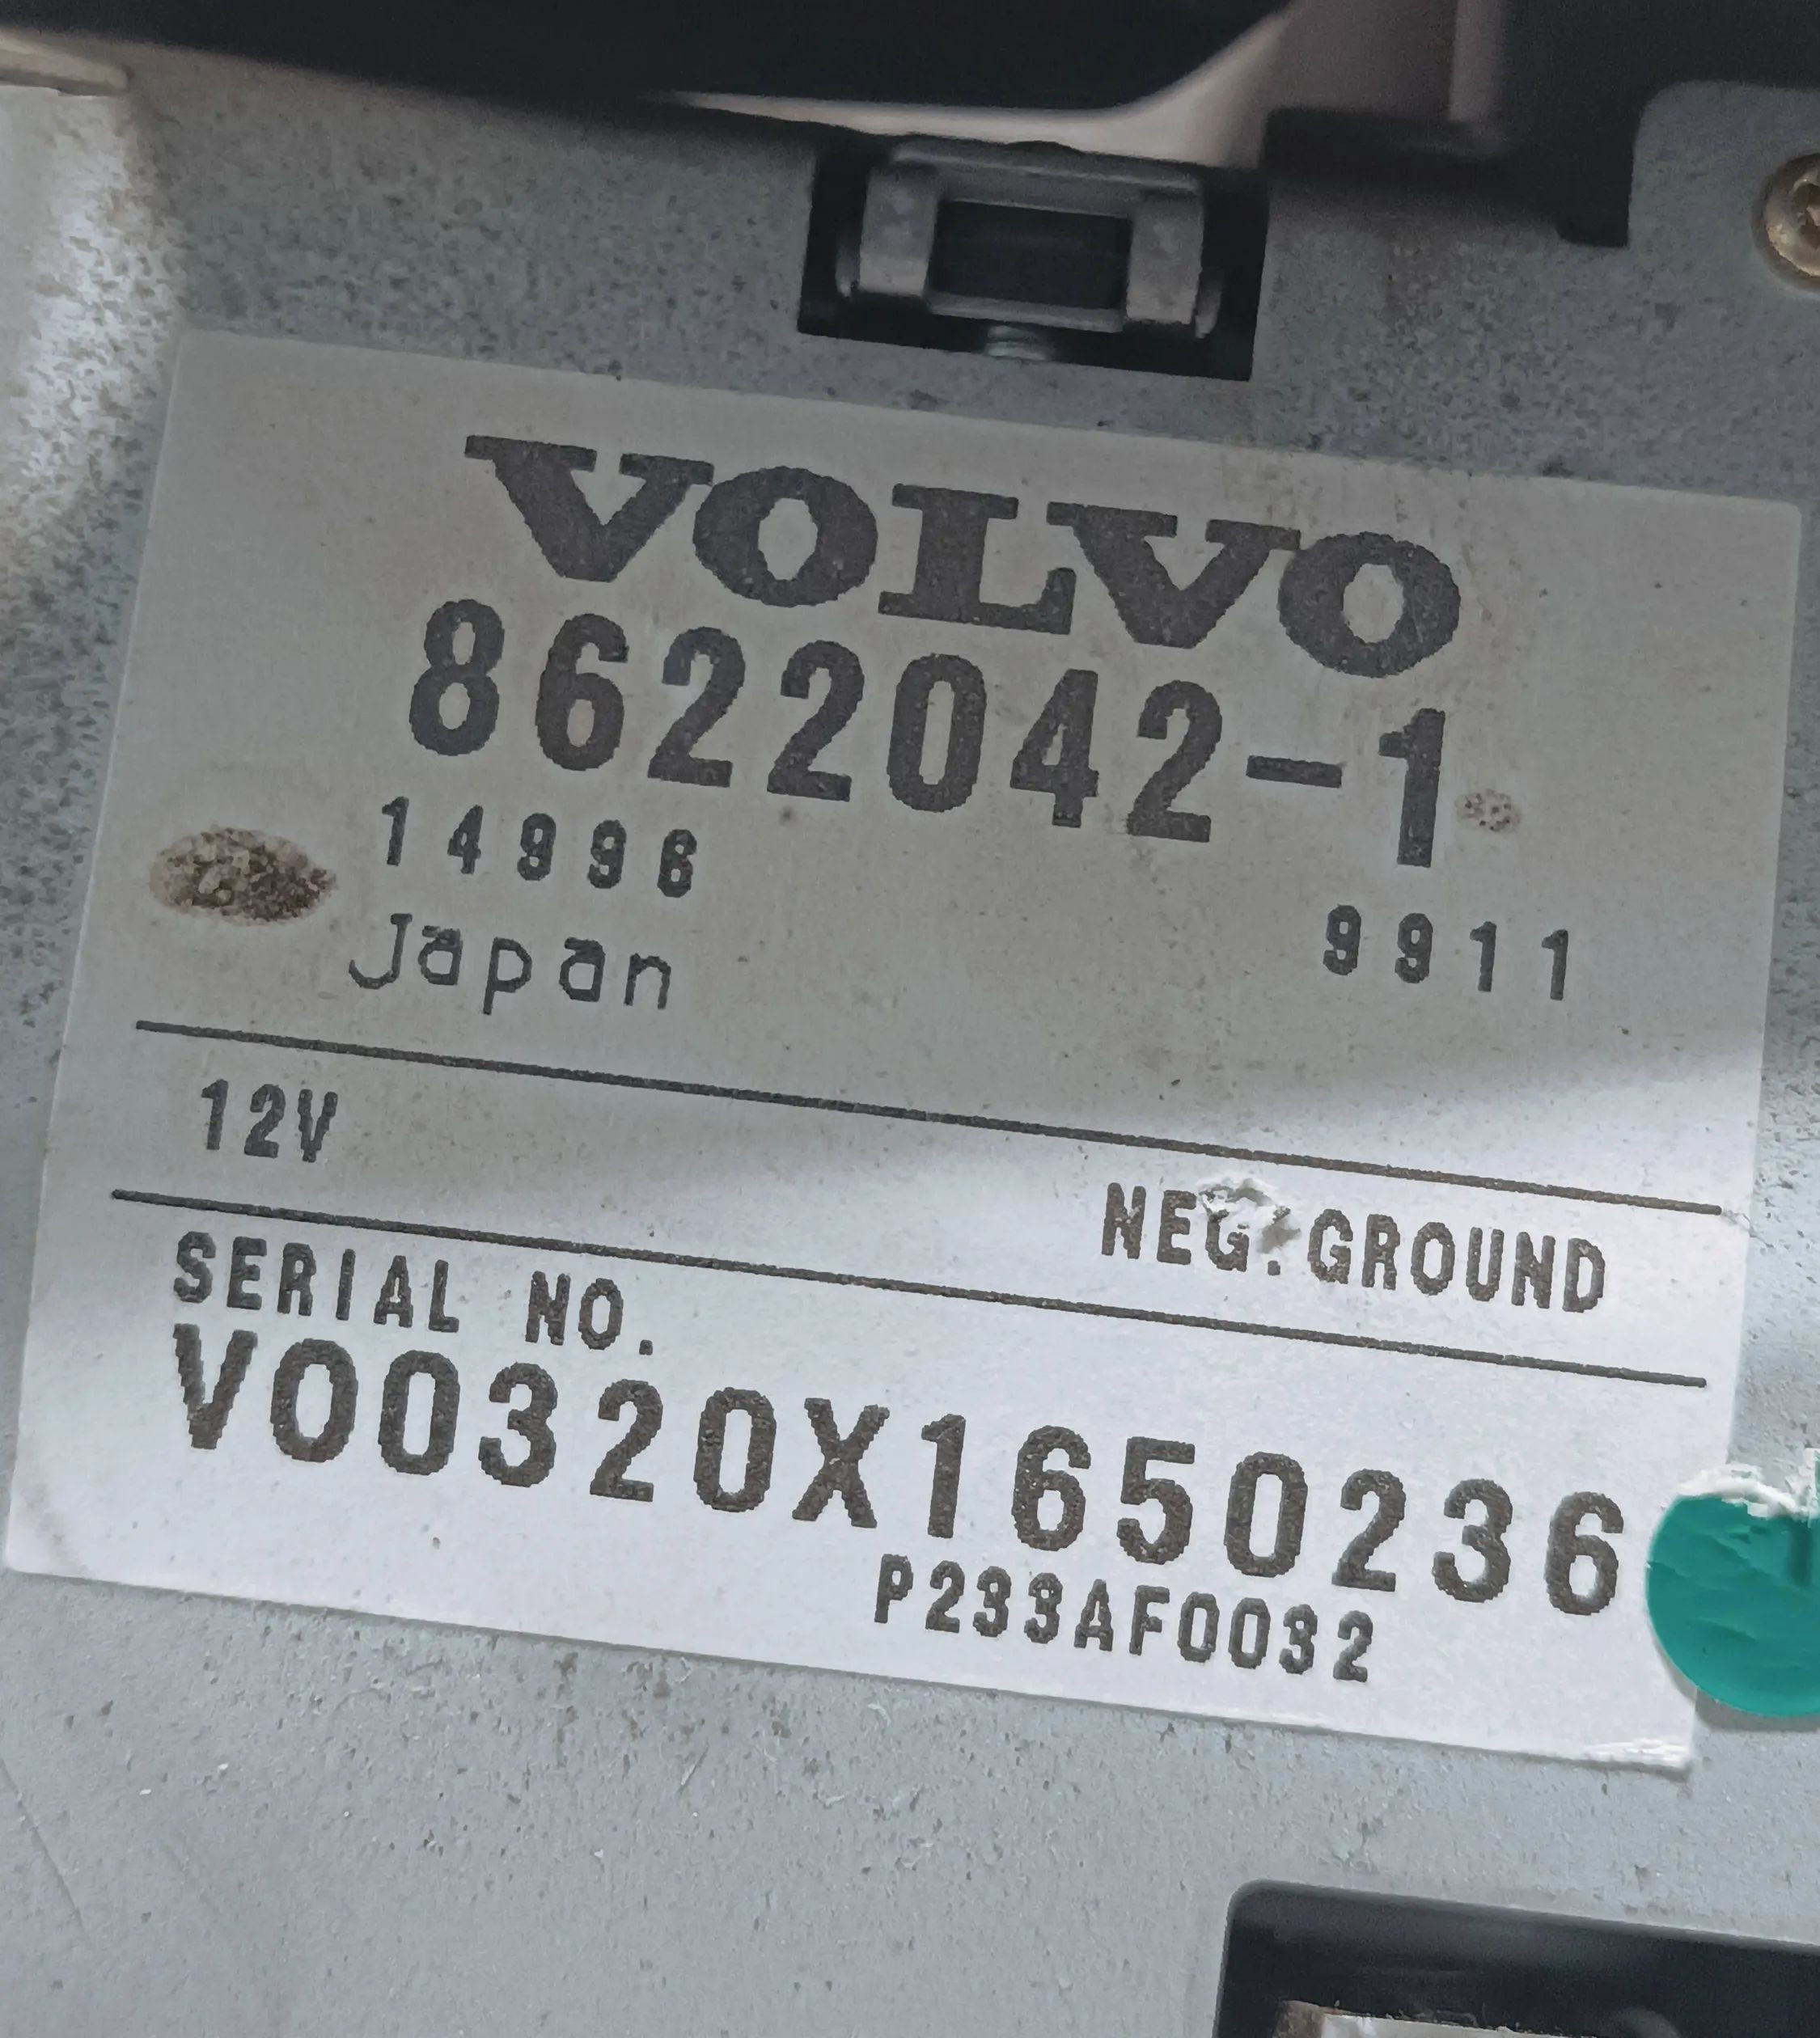 VOLVO
8622042-1
14996
9911
Japan
12V
NEG.GROUND
SERIAL NO.
V00320X1650236
P233AF0032